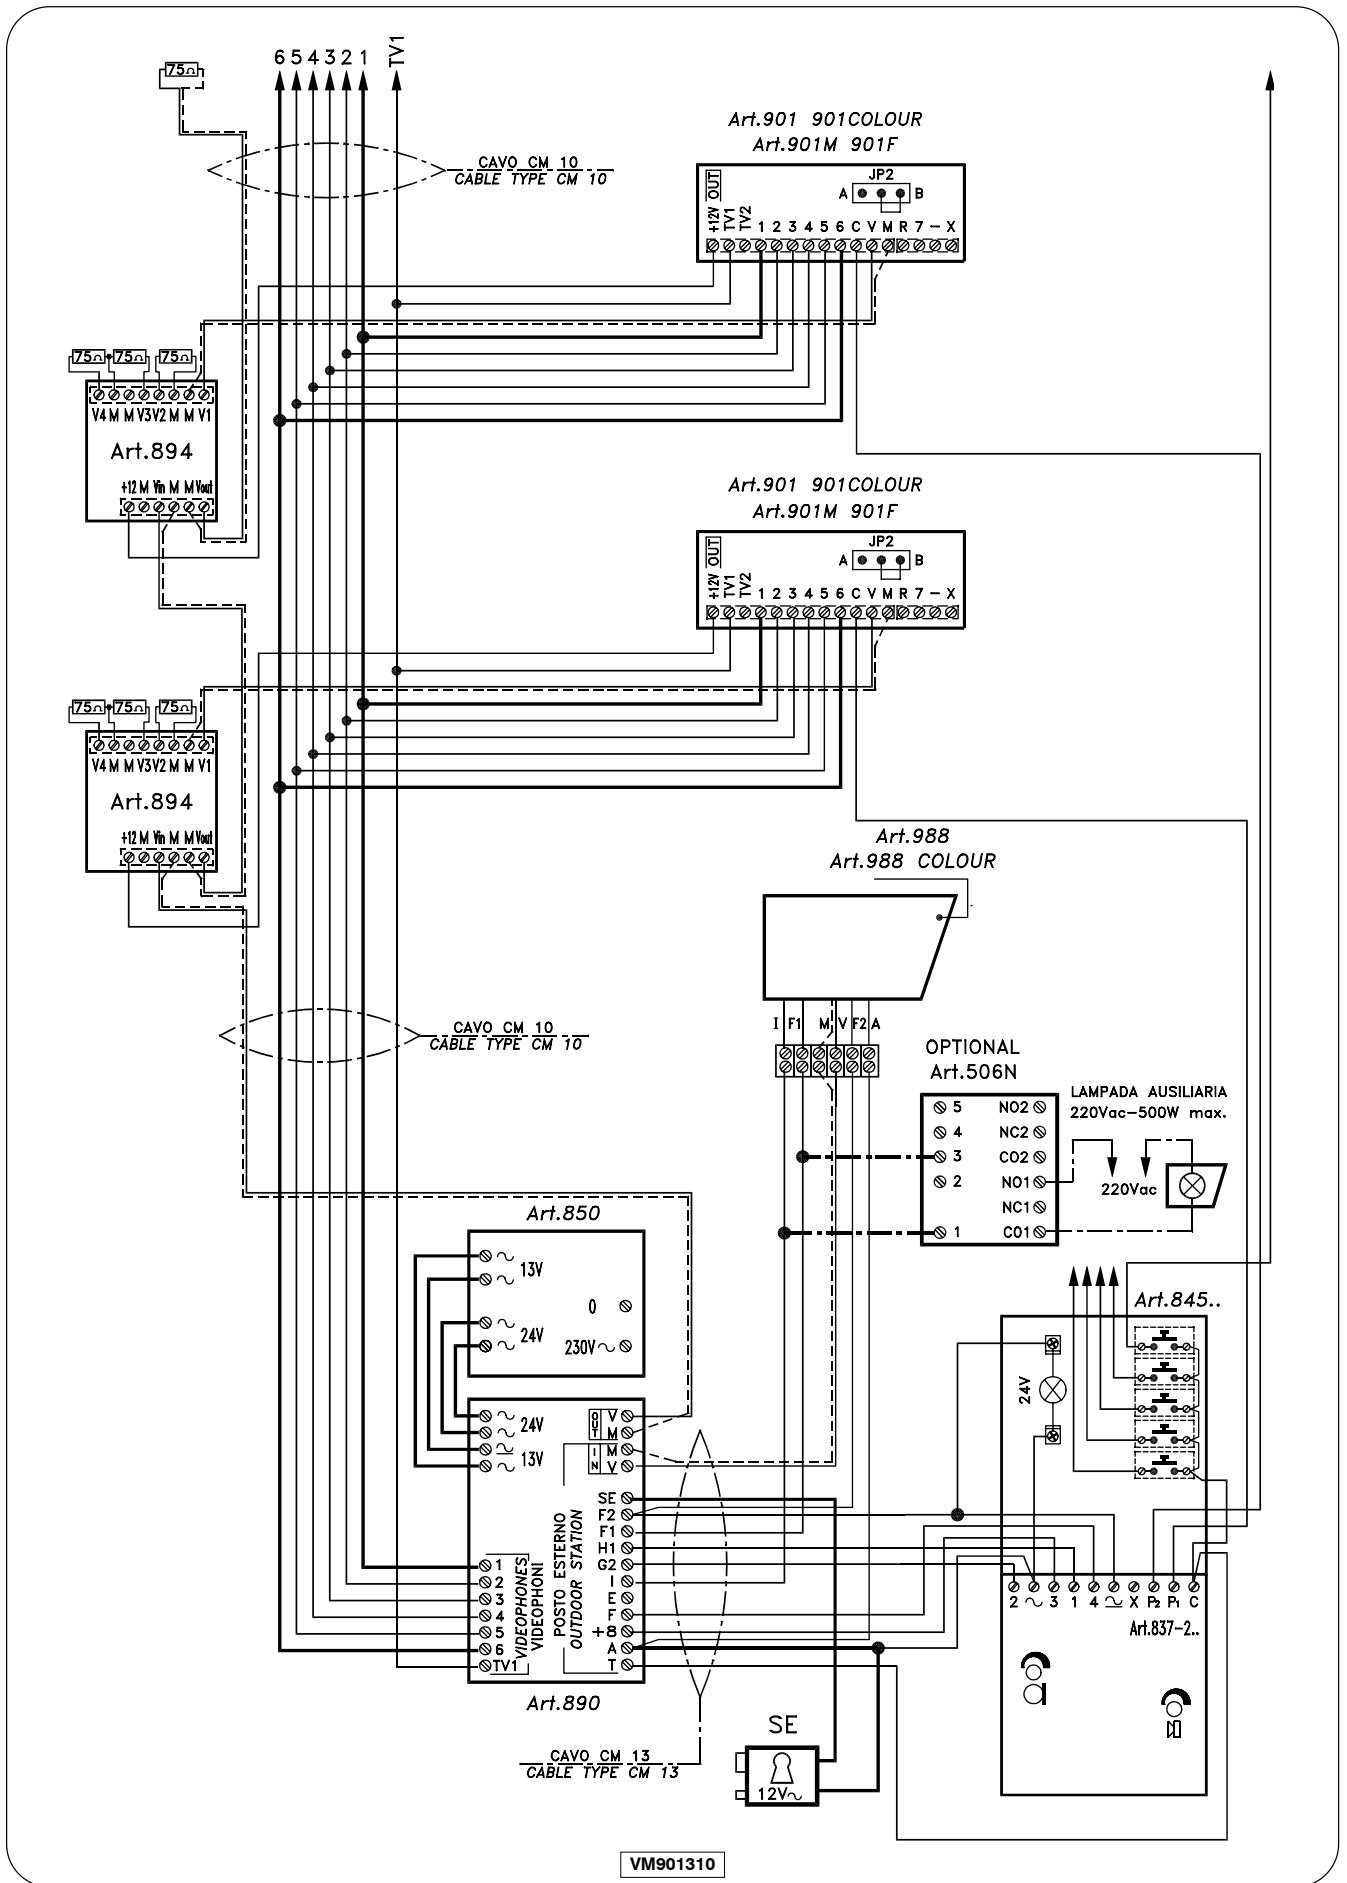 6 5 4 3 2 1 TV1
75Ω
CAVO CM 10
CABLE TYPE CM 10
Art.901 901COLOUR
Art.901M 901F
JP2
A B
+12V OUT TV1 TV2 1 2 3 4 5 6 C V M R 7 – X
75Ω 75Ω 75Ω
V4 M M V3 V2 M M V1
Art.894
+12 M Vin M M Vout
Art.901 901COLOUR
Art.901M 901F
JP2
A B
+12V OUT TV1 TV2 1 2 3 4 5 6 C V M R 7 – X
75Ω 75Ω 75Ω
V4 M M V3 V2 M M V1
Art.894
+12 M Vin M M Vout
Art.988
Art.988 COLOUR
I F1 M V F2 A
CAVO CM 10
CABLE TYPE CM 10
OPTIONAL
Art.506N
5 NO2
4 NC2
3 CO2
2 NO1
NC1
1 CO1
LAMPADA AUSILIARIA
220Vac–500W max.
220Vac
Art.850
~ 13V
~
~ 24V
~
0
230V~
~ 24V
~
~ 13V
~
OUT V
M
IN M
V
SE
F2
F1
H1
G2
I
E
F
+8
A
T
POSTO ESTERNO
OUTDOOR STATION
VIDEOPHONES
VIDEOPHONI
1
2
3
4
5
6
TV1
Art.890
CAVO CM 13
CABLE TYPE CM 13
SE
12V~
Art.845..
24V
2 ~ 3 1 4 ~ X P2 P1 C
Art.837-2..
VM901310